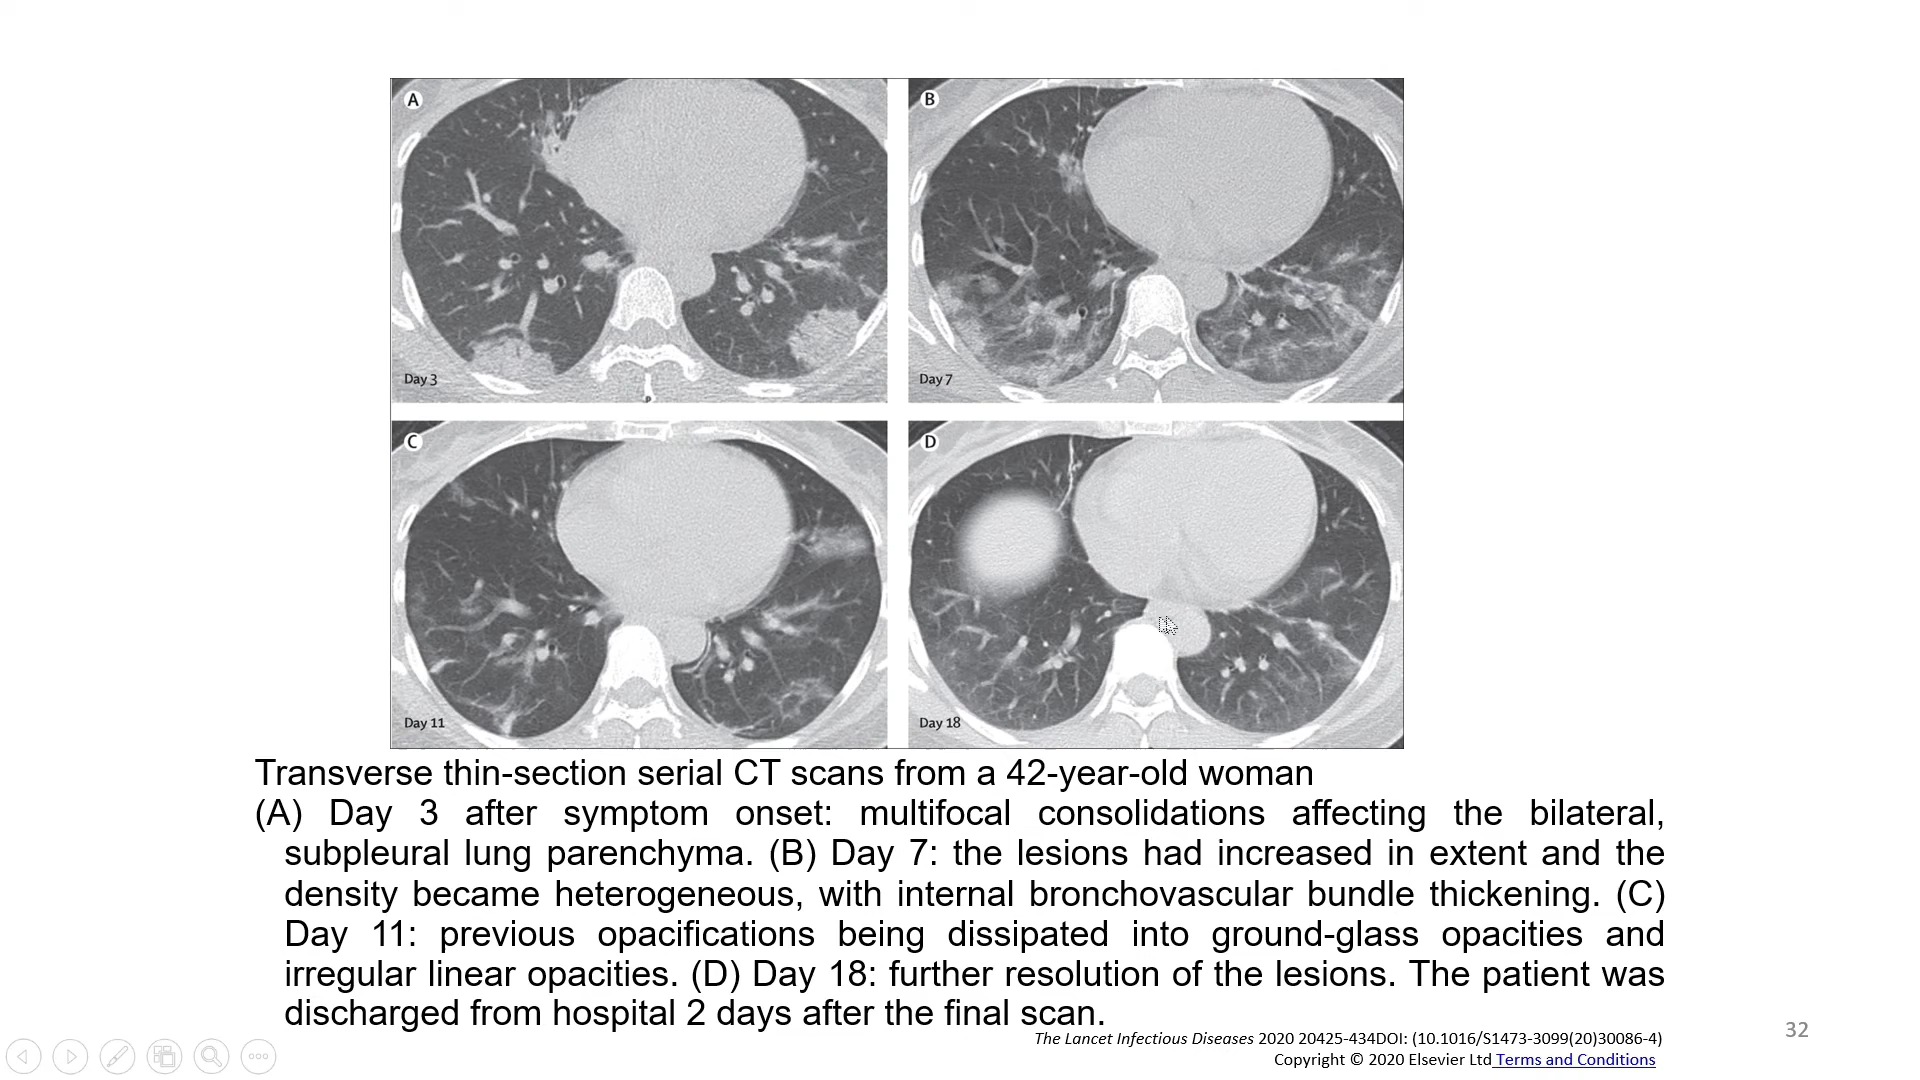 A
B
Day 3
Day 7
C
D
Day 11
Day 18
Transverse thin-section serial CT scans from a 42-year-old woman
(A) Day 3 after symptom onset: multifocal consolidations affecting the bilateral,
subpleural lung parenchyma. (B) Day 7: the lesions had increased in extent and the
density became heterogeneous, with internal bronchovascular bundle thickening. (C)
Day 11: previous opacifications being dissipated into ground-glass opacities and
irregular linear opacities. (D) Day 18: further resolution of the lesions. The patient was
discharged from hospital 2 days after the final scan.
The Lancet Infectious Diseases 2020 20425-434DOI: (10.1016/S1473-3099(20)30086-4)
Copyright © 2020 Elsevier Ltd Terms and Conditions
32